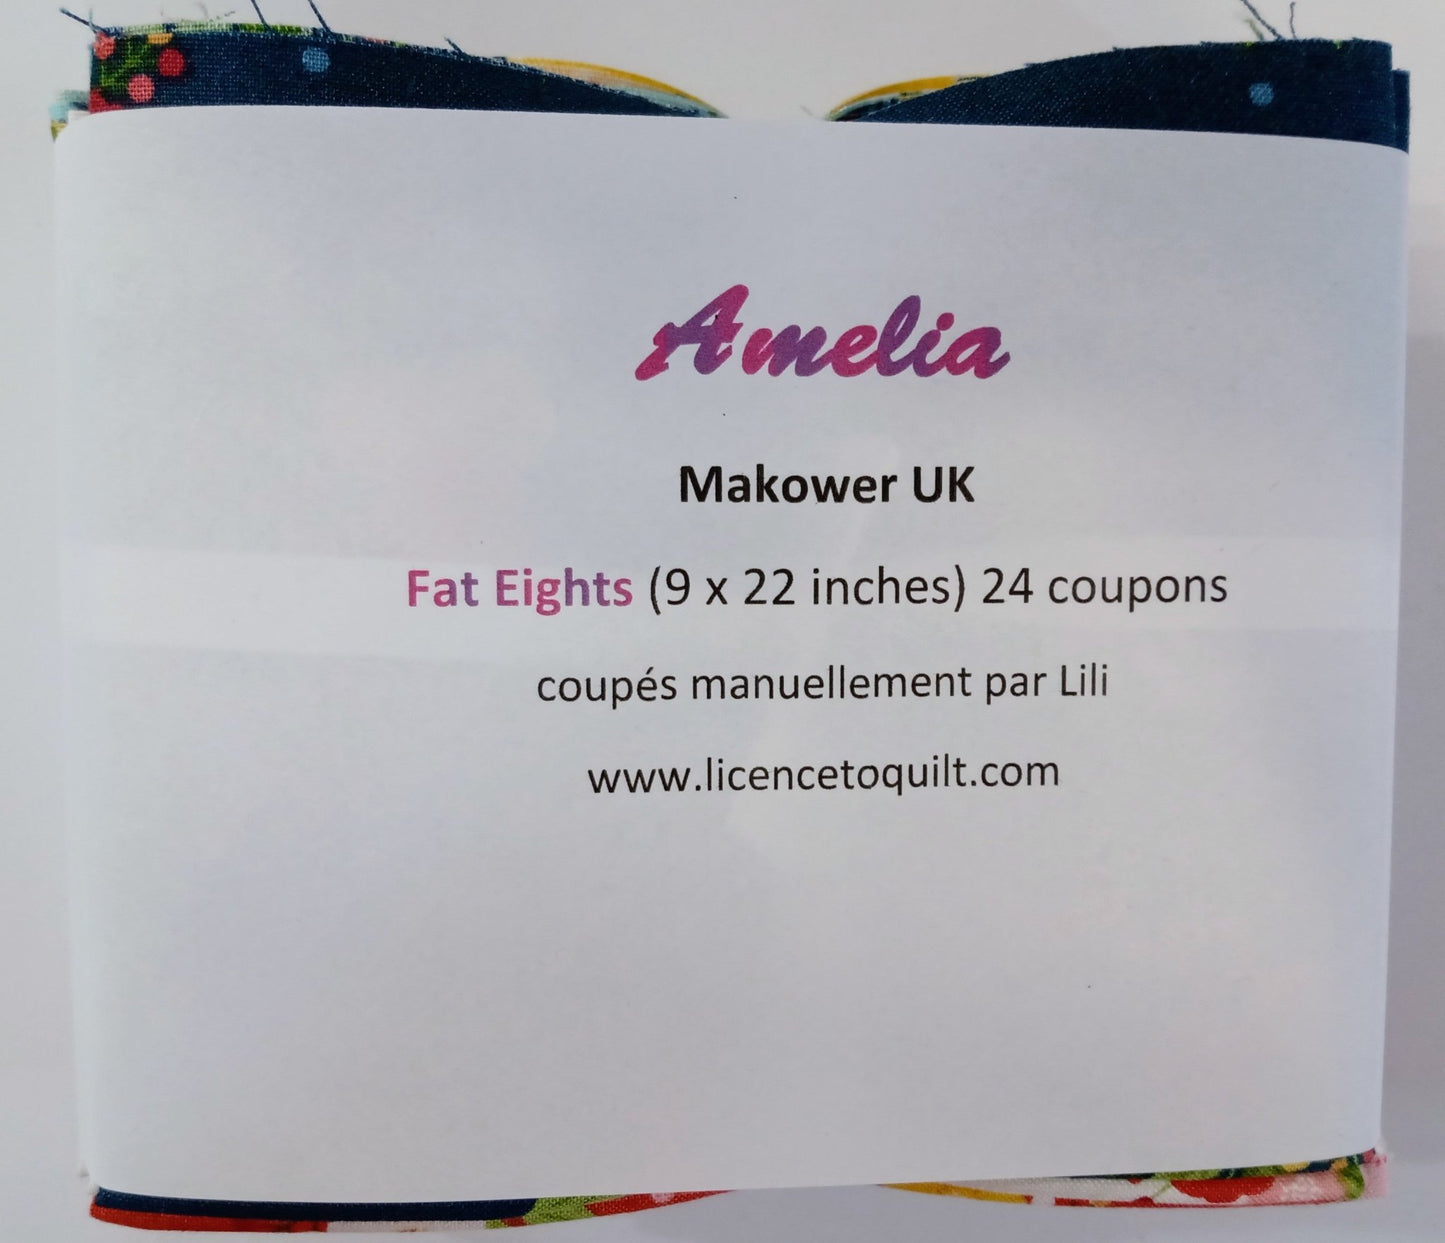 Amelia
Makower UK
Fat Eights (9 x 22 inches) 24 coupons
coupés manuellement par Lili
www.licencetoquilt.com